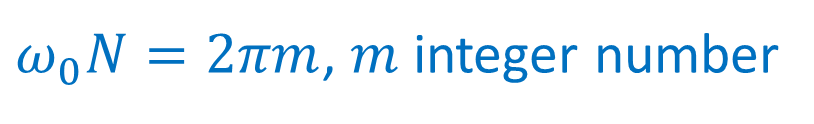 ω₀N = 2πm, m integer number